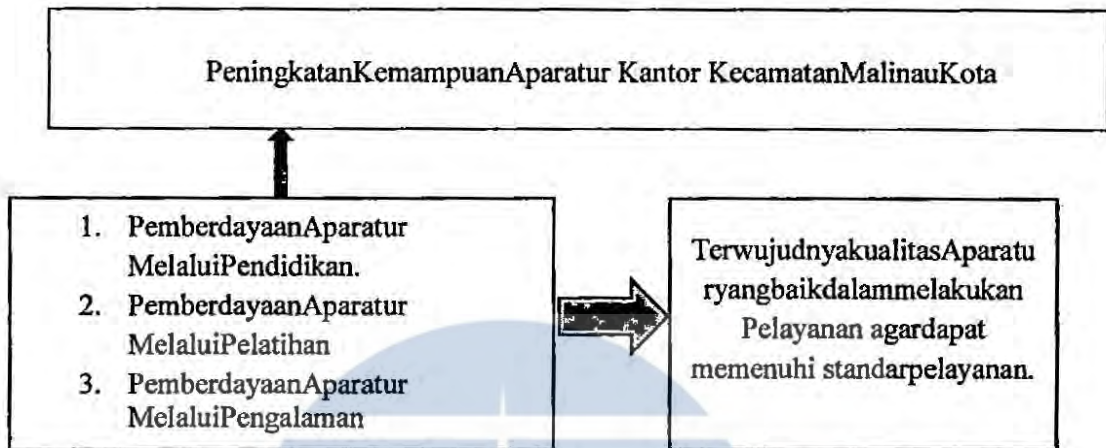 PeningkatanKemampuanAparatur Kantor KecamatanMalinauKota
1. PemberdayaanAparatur
MelaluiPendidikan.
2. PemberdayaanAparatur
MelaluiPelatihan
3. PemberdayaanAparatur
MelaluiPengalaman
TerwujudnyakualitasAparatu
ryangbaikdalammelakukan
Pelayanan agardapat
memenuhi standarpelayanan.